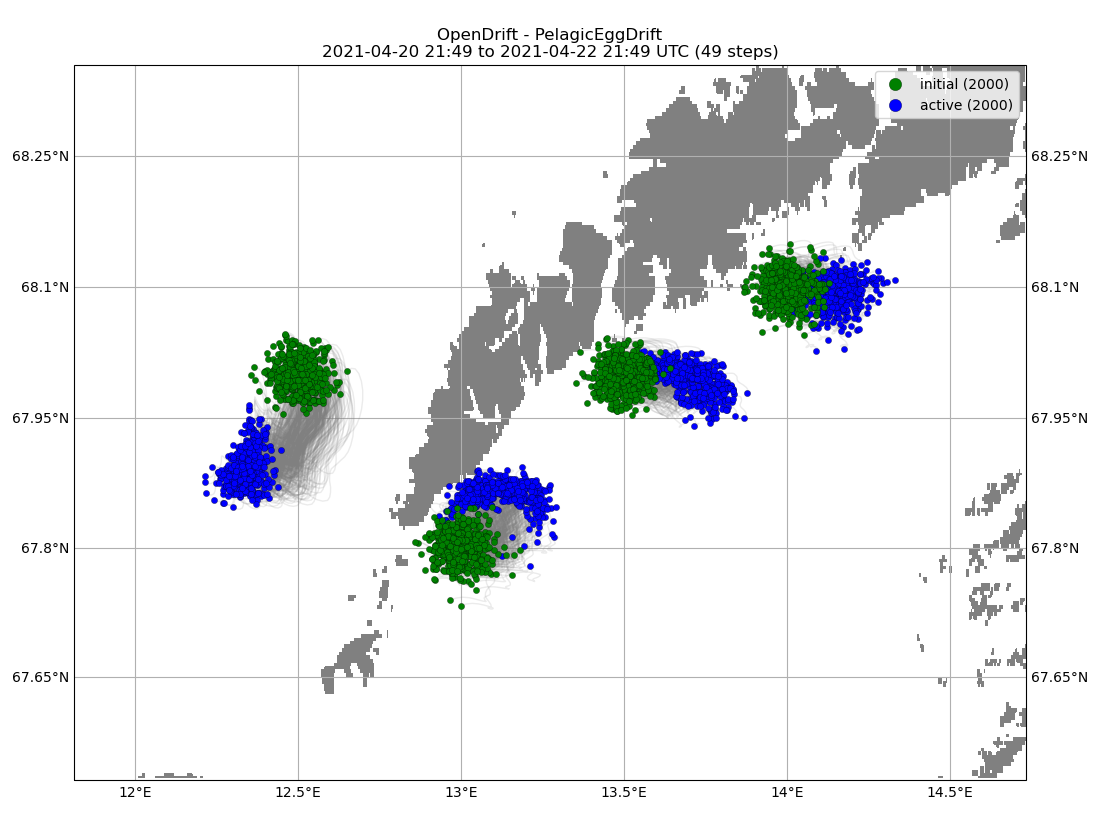 OpenDrift - PelagicEggDrift
2021-04-20 21:49 to 2021-04-22 21:49 UTC (49 steps)
initial (2000)
active (2000)
68.25°N
68.25°N
68.1°N
68.1°N
67.95°N
67.95°N
67.8°N
67.8°N
67.65°N
67.65°N
12°E
12.5°E
13°E
13.5°E
14°E
14.5°E